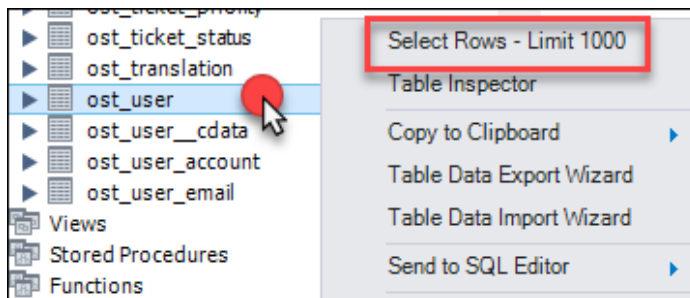 ost_ticket_priority
ost_ticket_status
ost_translation
ost_user
ost_user__cdata
ost_user_account
ost_user_email
Views
Stored Procedures
Functions
Select Rows - Limit 1000
Table Inspector
Copy to Clipboard
Table Data Export Wizard
Table Data Import Wizard
Send to SQL Editor